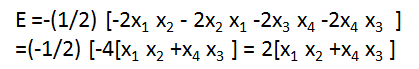 E =-(1/2) [-2x₁ x₂ - 2x₂ x₁ -2x₃ x₄ -2x₄ x₃ ]
=(-1/2) [-4[x₁ x₂ +x₄ x₃ ] = 2[x₁ x₂ +x₄ x₃ ]